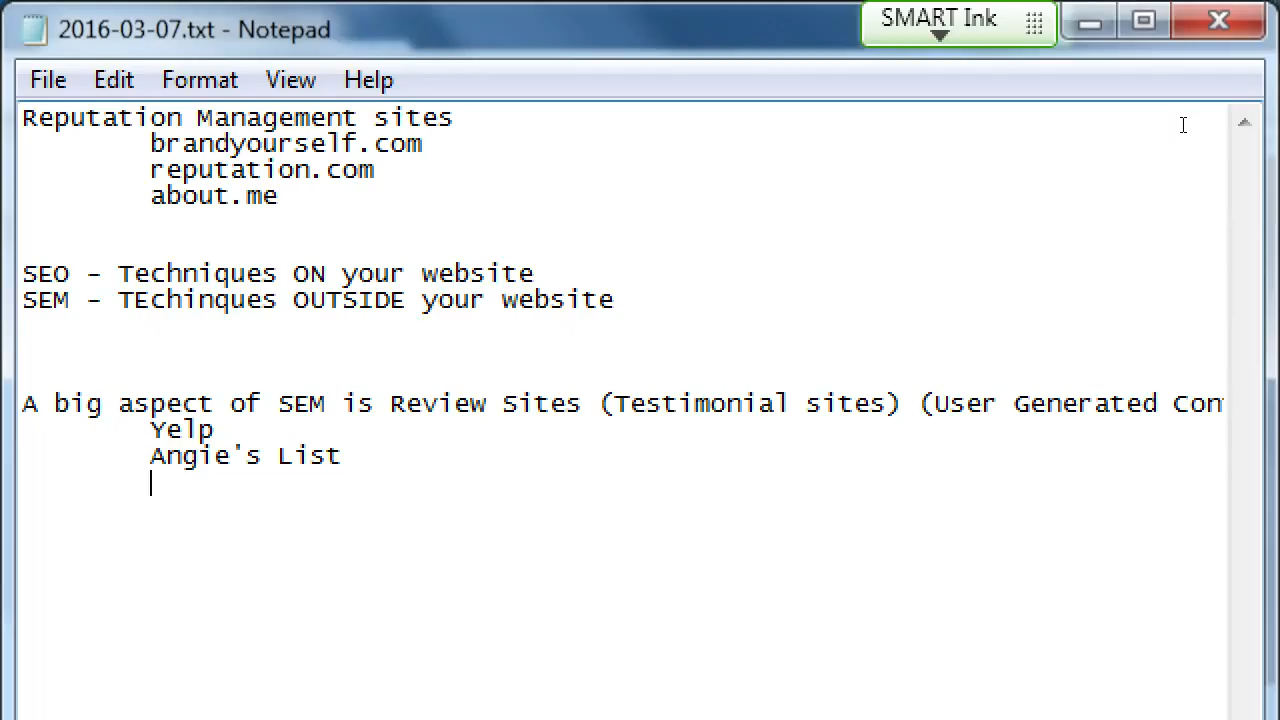 2016-03-07.txt - Notepad
SMART Ink
File Edit Format View Help
Reputation Management sites
brandyourself.com
reputation.com
about.me
SEO - Techniques ON your website
SEM - TEchinques OUTSIDE your website
A big aspect of SEM is Review Sites (Testimonial sites) (User Generated
Yelp
Angie's List